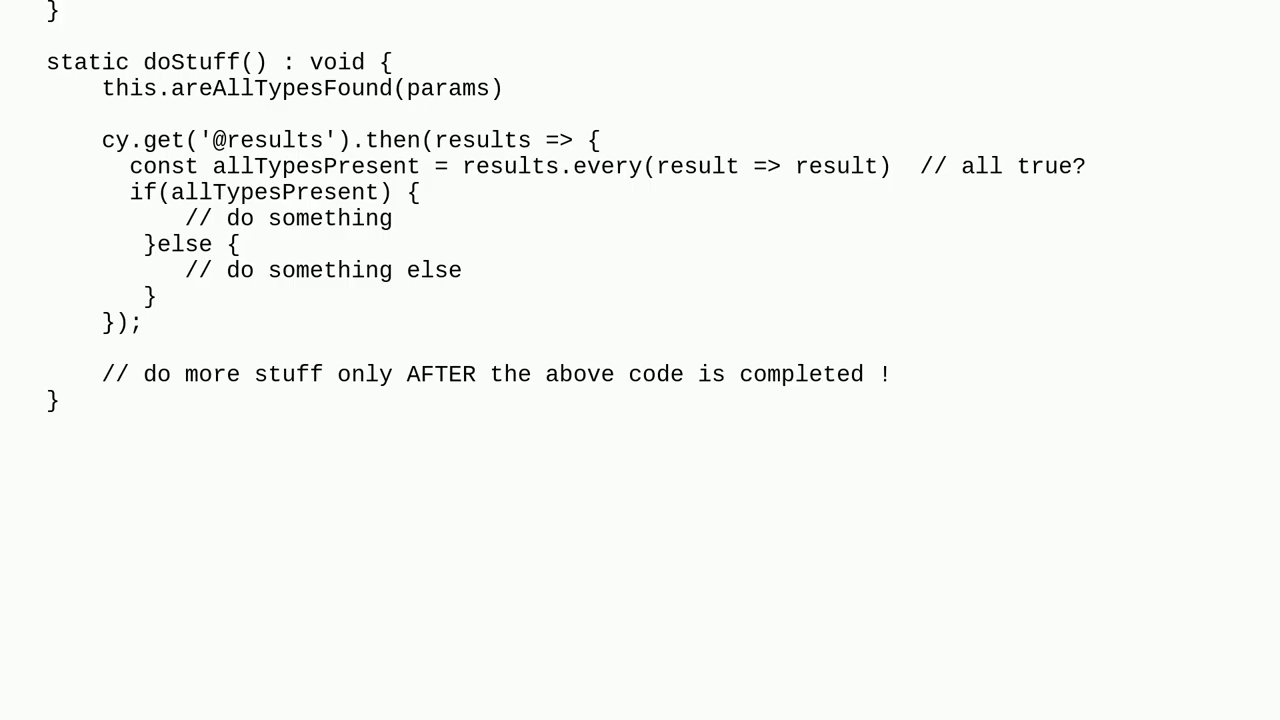 }
static doStuff() : void {
    this.areAllTypesFound(params)
    cy.get('@results').then(results => {
      const allTypesPresent = results.every(result => result)  // all true?
      if(allTypesPresent) {
          // do something
       }else {
          // do something else
       }
    });
    // do more stuff only AFTER the above code is completed !
}